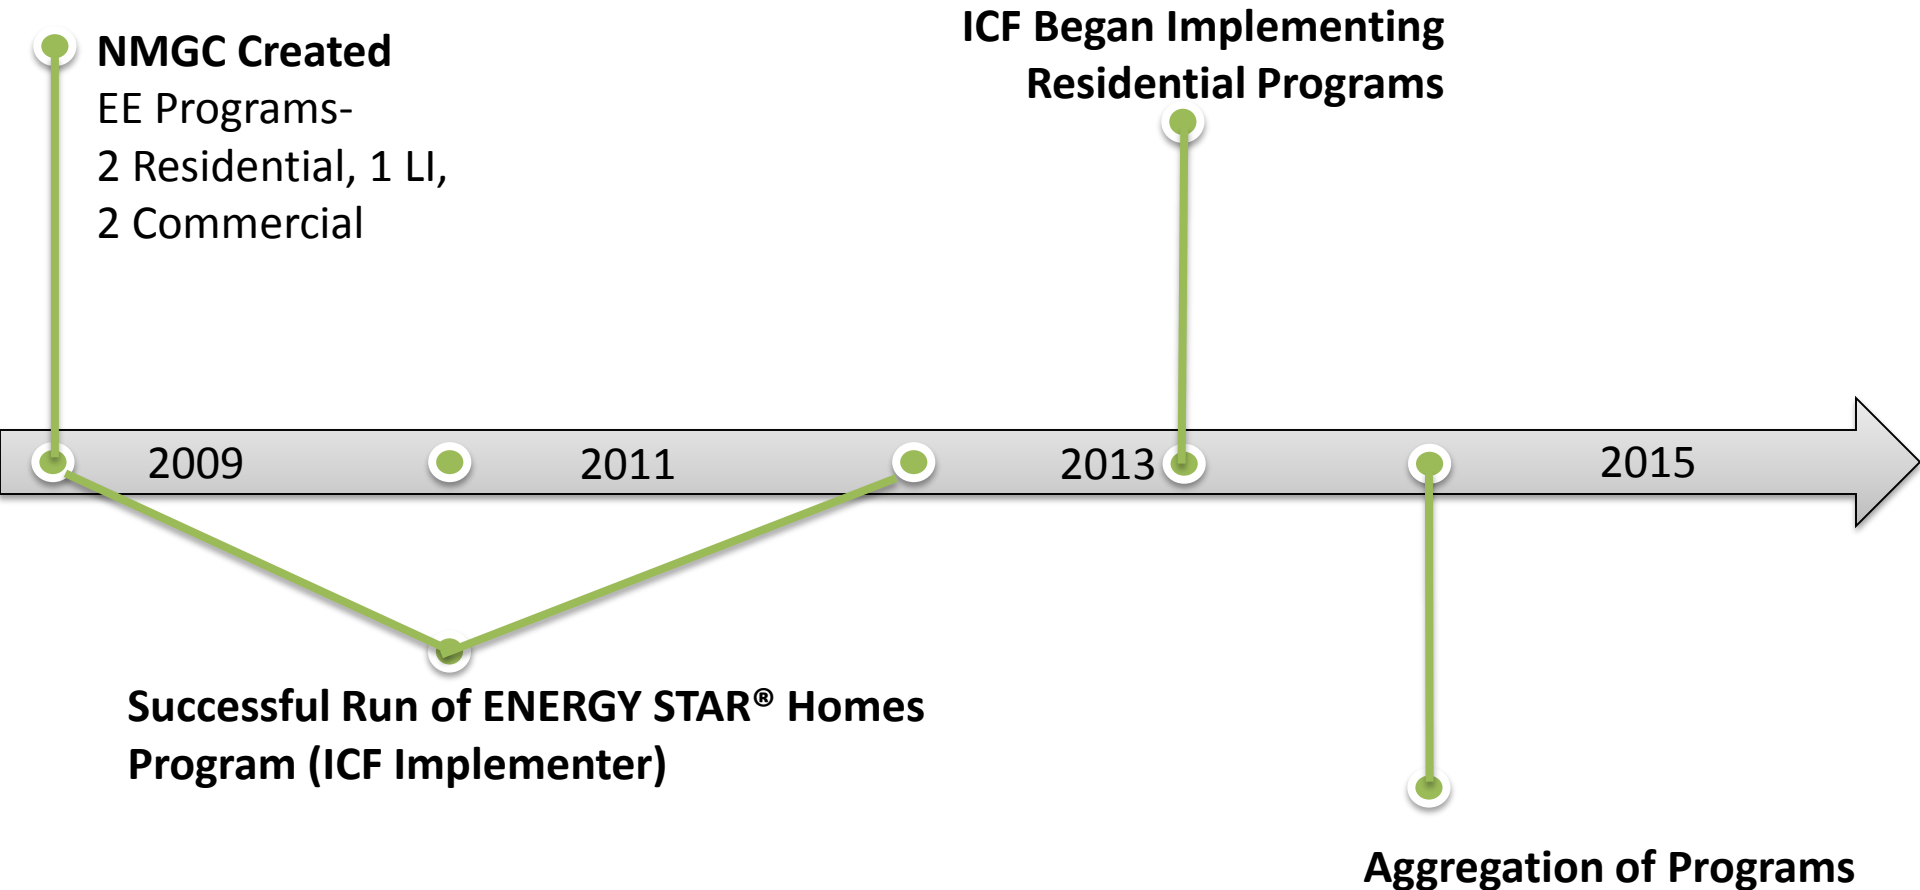 NMGC Created
EE Programs-
2 Residential, 1 LI,
2 Commercial
ICF Began Implementing
Residential Programs
2009
2011
2013
2015
Successful Run of ENERGY STAR® Homes
Program (ICF Implementer)
Aggregation of Programs